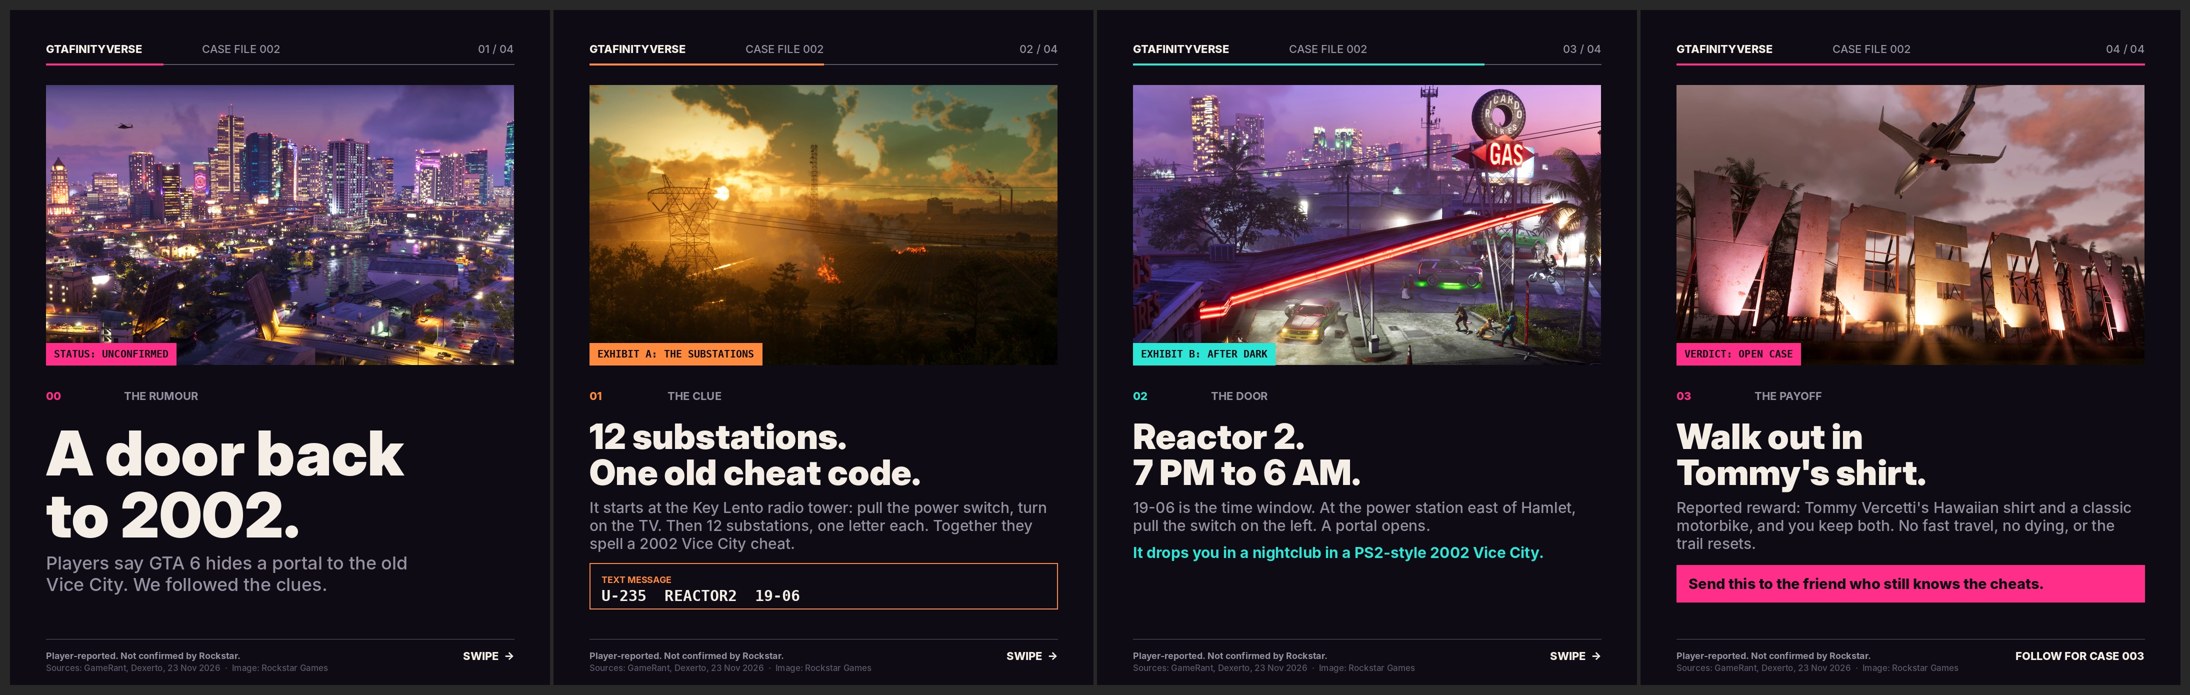 GTAFINITYVERSE CASE FILE 002 01 / 04
STATUS: UNCONFIRMED
00 THE RUMOUR
A door back
to 2002.
Players say GTA 6 hides a portal to the old
Vice City. We followed the clues.
Player-reported. Not confirmed by Rockstar.
Sources: GameRant, Dexerto, 23 Nov 2026 · Image: Rockstar Games
SWIPE →
GTAFINITYVERSE CASE FILE 002 02 / 04
EXHIBIT A: THE SUBSTATIONS
01 THE CLUE
12 substations.
One old cheat code.
It starts at the Key Lento radio tower: pull the power switch, turn
on the TV. Then 12 substations, one letter each. Together they
spell a 2002 Vice City cheat.
TEXT MESSAGE
U-235 REACTOR2 19-06
Player-reported. Not confirmed by Rockstar.
Sources: GameRant, Dexerto, 23 Nov 2026 · Image: Rockstar Games
SWIPE →
GTAFINITYVERSE CASE FILE 002 03 / 04
GAS
EXHIBIT B: AFTER DARK
02 THE DOOR
Reactor 2.
7 PM to 6 AM.
19-06 is the time window. At the power station east of Hamlet,
pull the switch on the left. A portal opens.
It drops you in a nightclub in a PS2-style 2002 Vice City.
Player-reported. Not confirmed by Rockstar.
Sources: GameRant, Dexerto, 23 Nov 2026 · Image: Rockstar Games
SWIPE →
GTAFINITYVERSE CASE FILE 002 04 / 04
VICE CITY
VERDICT: OPEN CASE
03 THE PAYOFF
Walk out in
Tommy's shirt.
Reported reward: Tommy Vercetti's Hawaiian shirt and a classic
motorbike, and you keep both. No fast travel, no dying, or the
trail resets.
Send this to the friend who still knows the cheats.
Player-reported. Not confirmed by Rockstar.
Sources: GameRant, Dexerto, 23 Nov 2026 · Image: Rockstar Games
FOLLOW FOR CASE 003